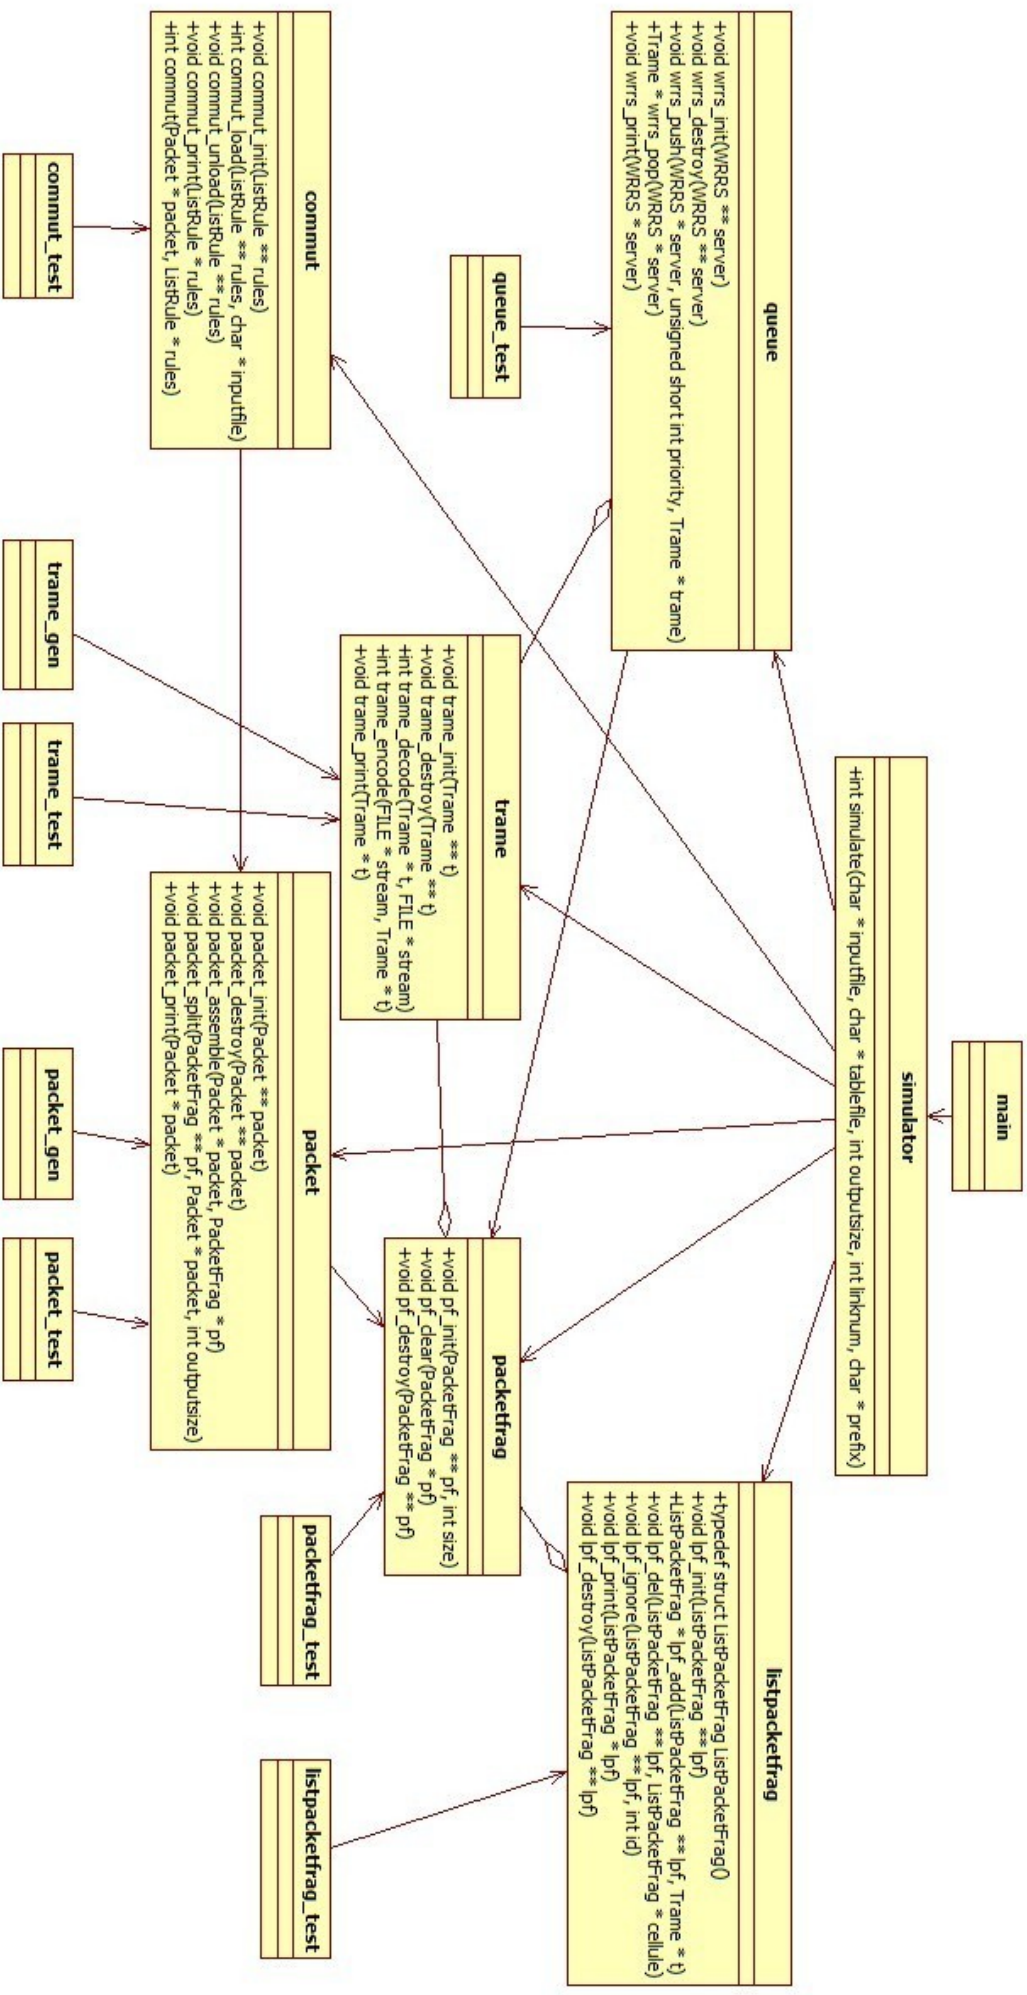 main
simulator
+int simulate(char * inputfile, char * tablefile, int outputsize, int linknum, char * prefix)
queue
+void wrrs_init(WRRS ** server)
+void wrrs_destroy(WRRS ** server)
+void wrrs_push(WRRS * server, unsigned short int priority, Trame * trame)
+Trame * wrrs_pop(WRRS * server)
+void wrrs_print(WRRS * server)
listpacketfrag
+typedef struct ListPacketFrag ListPacketFrag()
+void lpf_init(ListPacketFrag ** lpf)
+ListPacketFrag * lpf_add(ListPacketFrag ** lpf, Trame * t)
+void lpf_del(ListPacketFrag ** lpf, ListPacketFrag * cellule)
+void lpf_ignore(ListPacketFrag ** lpf, int id)
+void lpf_print(ListPacketFrag * lpf)
+void lpf_destroy(ListPacketFrag ** lpf)
queue_test
trame
+void trame_init(Trame ** t)
+void trame_destroy(Trame ** t)
+int trame_decode(Trame * t, FILE * stream)
+int trame_encode(FILE * stream, Trame * t)
+void trame_print(Trame * t)
packetfrag
+void pf_init(PacketFrag ** pf, int size)
+void pf_clear(PacketFrag * pf)
+void pf_destroy(PacketFrag ** pf)
commut
+void commut_init(ListRule ** rules)
+int commut_load(ListRule ** rules, char * inputfile)
+void commut_unload(ListRule ** rules)
+void commut_print(ListRule * rules)
+int commut(Packet * packet, ListRule * rules)
packet
+void packet_init(Packet ** packet)
+void packet_destroy(Packet ** packet)
+void packet_assemble(Packet * packet, PacketFrag * pf)
+void packet_split(PacketFrag ** pf, Packet * packet, int outputsize)
+void packet_print(Packet * packet)
packetfrag_test
listpacketfrag_test
commut_test
trame_gen
trame_test
packet_gen
packet_test